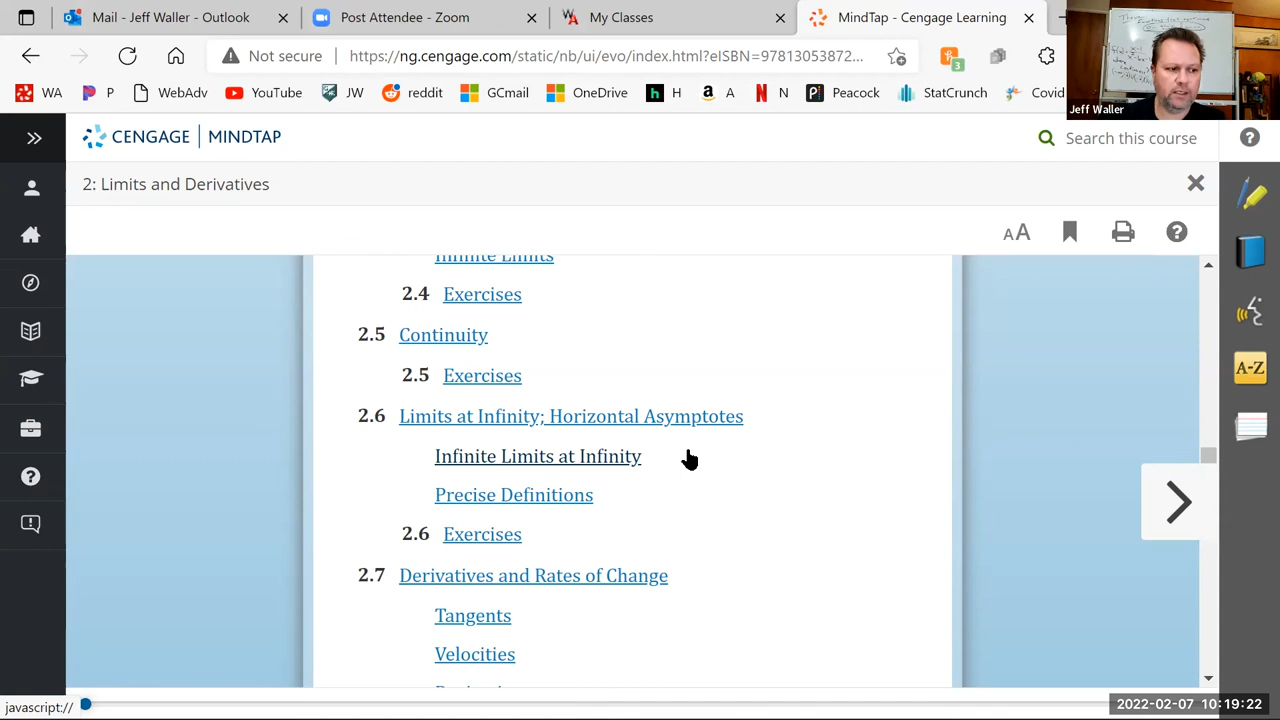 Mail - Jeff Waller - Outlook
Post Attendee - Zoom
My Classes
MindTap - Cengage Learning
Not secure
https://ng.cengage.com/static/nb/ui/evo/index.html?eISBN=97813053872...
3
WA
P
WebAdv
YouTube
JW
reddit
GCmail
OneDrive
H
A
N
Peacock
StatCrunch
Covid
Jeff Waller
CENGAGE | MINDTAP
Search this course
2: Limits and Derivatives
AA
Infinite Limits
2.4 Exercises
2.5 Continuity
2.5 Exercises
2.6 Limits at Infinity; Horizontal Asymptotes
Infinite Limits at Infinity
Precise Definitions
2.6 Exercises
2.7 Derivatives and Rates of Change
Tangents
Velocities
A-Z
javascript://
2022-02-07 10:19:22